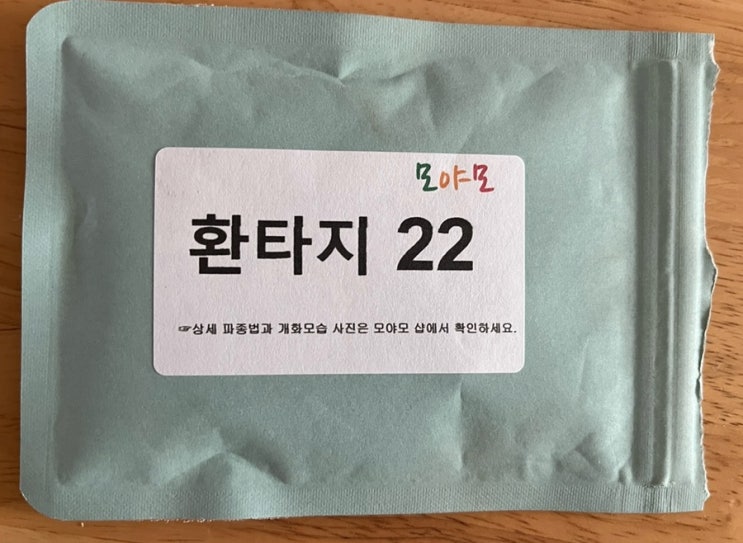 모야모
환타지 22
☞상세 파종법과 개화모습 사진은 모야모 샵에서 확인하세요.